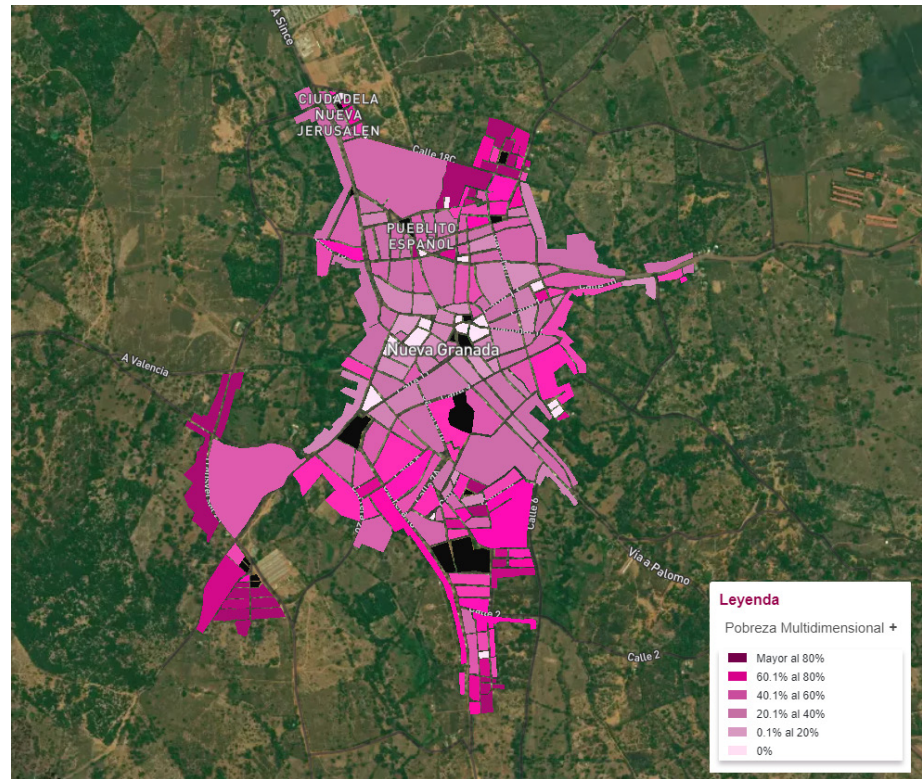 A Since
CIUDADELA
NUEVA
JERUSALEN
Calle 18C
PUEBLITO
ESPAÑOL
Nueva Granada
A Valencia
Calle 6
Vía a Palomo
Calle 2
Calle 2
Leyenda
Pobreza Multidimensional +
Mayor al 80%
60.1% al 80%
40.1% al 60%
20.1% al 40%
0.1% al 20%
0%